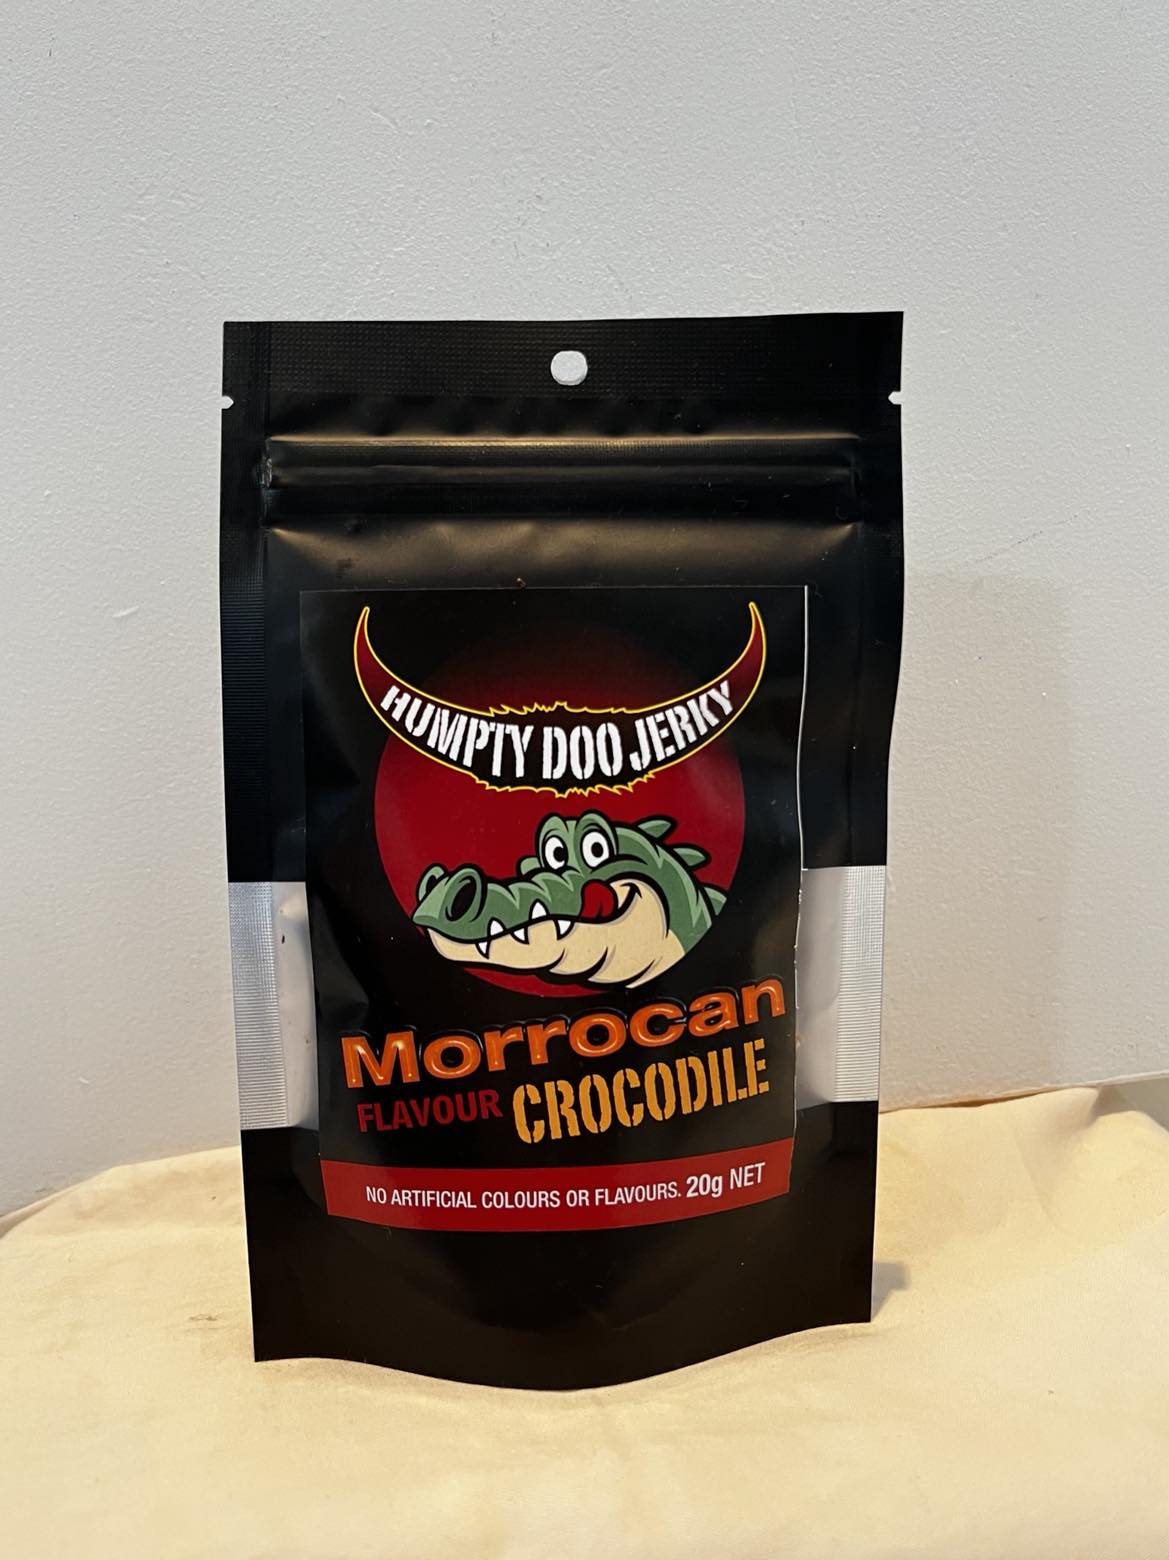 HUMPTY DOO JERKY
Morrocan
FLAVOUR CROCODILE
NO ARTIFICIAL COLOURS OR FLAVOURS. 20g NET